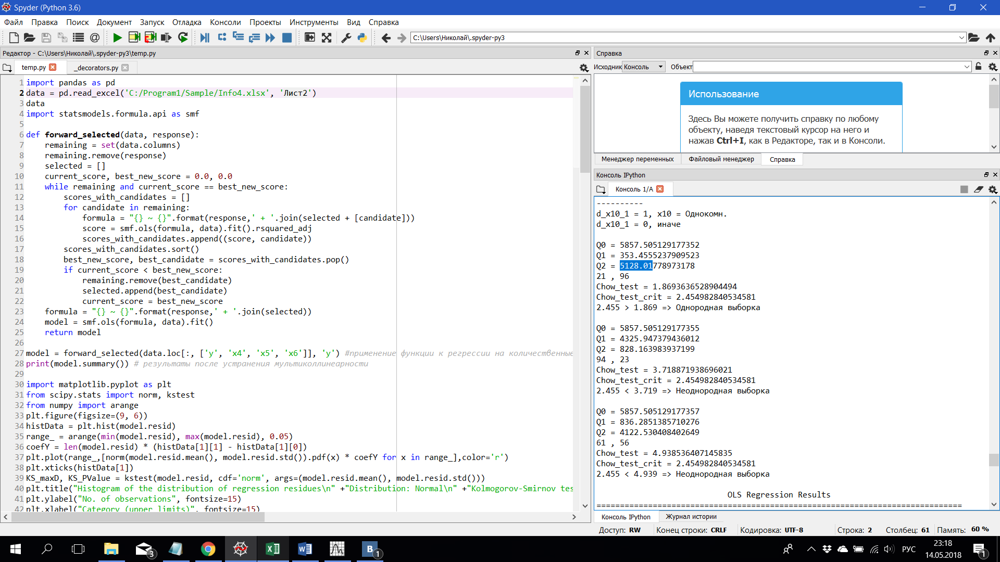 Spyder (Python 3.6)
Файл Правка Поиск Документ Запуск Отладка Консоли Проекты Инструменты Вид Справка
C:\Users\Николай\.spyder-py3
Редактор - C:\Users\Николай\.spyder-py3\temp.py
temp.py _decorators.py
1 import pandas as pd
2 data = pd.read_excel('C:/Program1/Sample/Info4.xlsx', 'Лист2')
3 data
4 import statsmodels.formula.api as smf
5
6 def forward_selected(data, response):
7 remaining = set(data.columns)
8 remaining.remove(response)
9 selected = []
10 current_score, best_new_score = 0.0, 0.0
11 while remaining and current_score == best_new_score:
12 scores_with_candidates = []
13 for candidate in remaining:
14 formula = "{} ~ {}".format(response,' + '.join(selected + [candidate]))
15 score = smf.ols(formula, data).fit().rsquared_adj
16 scores_with_candidates.append((score, candidate))
17 scores_with_candidates.sort()
18 best_new_score, best_candidate = scores_with_candidates.pop()
19 if current_score < best_new_score:
20 remaining.remove(best_candidate)
21 selected.append(best_candidate)
22 current_score = best_new_score
23 formula = "{} ~ {}".format(response,' + '.join(selected))
24 model = smf.ols(formula, data).fit()
25 return model
26
27 model = forward_selected(data.loc[:, ['y', 'x4', 'x5', 'x6']], 'y') #применение функции к регрессии на количественные
28 print(model.summary()) # результаты после устранения мультиколлинеарности
29
30 import matplotlib.pyplot as plt
31 from scipy.stats import norm, kstest
32 from numpy import arange
33 plt.figure(figsize=(9, 6))
34 histData = plt.hist(model.resid)
35 range_ = arange(min(model.resid), max(model.resid), 0.05)
36 coefY = len(model.resid) * (histData[1][1] - histData[1][0])
37 plt.plot(range_,[norm(model.resid.mean(), model.resid.std()).pdf(x) * coefY for x in range_],color='r')
38 plt.xticks(histData[1])
39 KS_maxD, KS_PValue = kstest(model.resid, cdf='norm', args=(model.resid.mean(), model.resid.std()))
40 plt.title("Histogram of the distribution of regression residues\n" +"Distribution: Normal\n" +"Kolmogorov-Smirnov tes
41 plt.ylabel("No. of observations", fontsize=15)
42 plt.xlabel("Category (upper limits)", fontsize=15)
Справка
Исходник Консоль Объект
Использование
Здесь Вы можете получить справку по любому
объекту, наведя текстовый курсор на него и
нажав Ctrl+I, как в Редакторе, так и в Консоли.
Менеджер переменных Файловый менеджер Справка
Консоль IPython
Консоль 1/A
----------
d_x10_1 = 1, x10 = Однокомн.
d_x10_1 = 0, иначе
Q0 = 5857.505129177352
Q1 = 353.4555237909523
Q2 = 5128.01778973178
21 , 96
Chow_test = 1.8693636528904494
Chow_test_crit = 2.454982840534581
2.455 > 1.869 => Однородная выборка
Q0 = 5857.505129177355
Q1 = 4325.947379436012
Q2 = 828.163983937199
94 , 23
Chow_test = 3.718871938696021
Chow_test_crit = 2.454982840534581
2.455 < 3.719 => Неоднородная выборка
Q0 = 5857.505129177357
Q1 = 836.2851385710276
Q2 = 4122.530408402649
61 , 56
Chow_test = 4.938536407145835
Chow_test_crit = 2.454982840534581
2.455 < 4.939 => Неоднородная выборка
OLS Regression Results
==============================================================================
Консоль IPython Журнал истории
Доступ: RW Конец строки: CRLF Кодировка: UTF-8 Строка: 2 Столбец: 61 Память: 60 %
3
1
РУС
23:18
14.05.2018
1